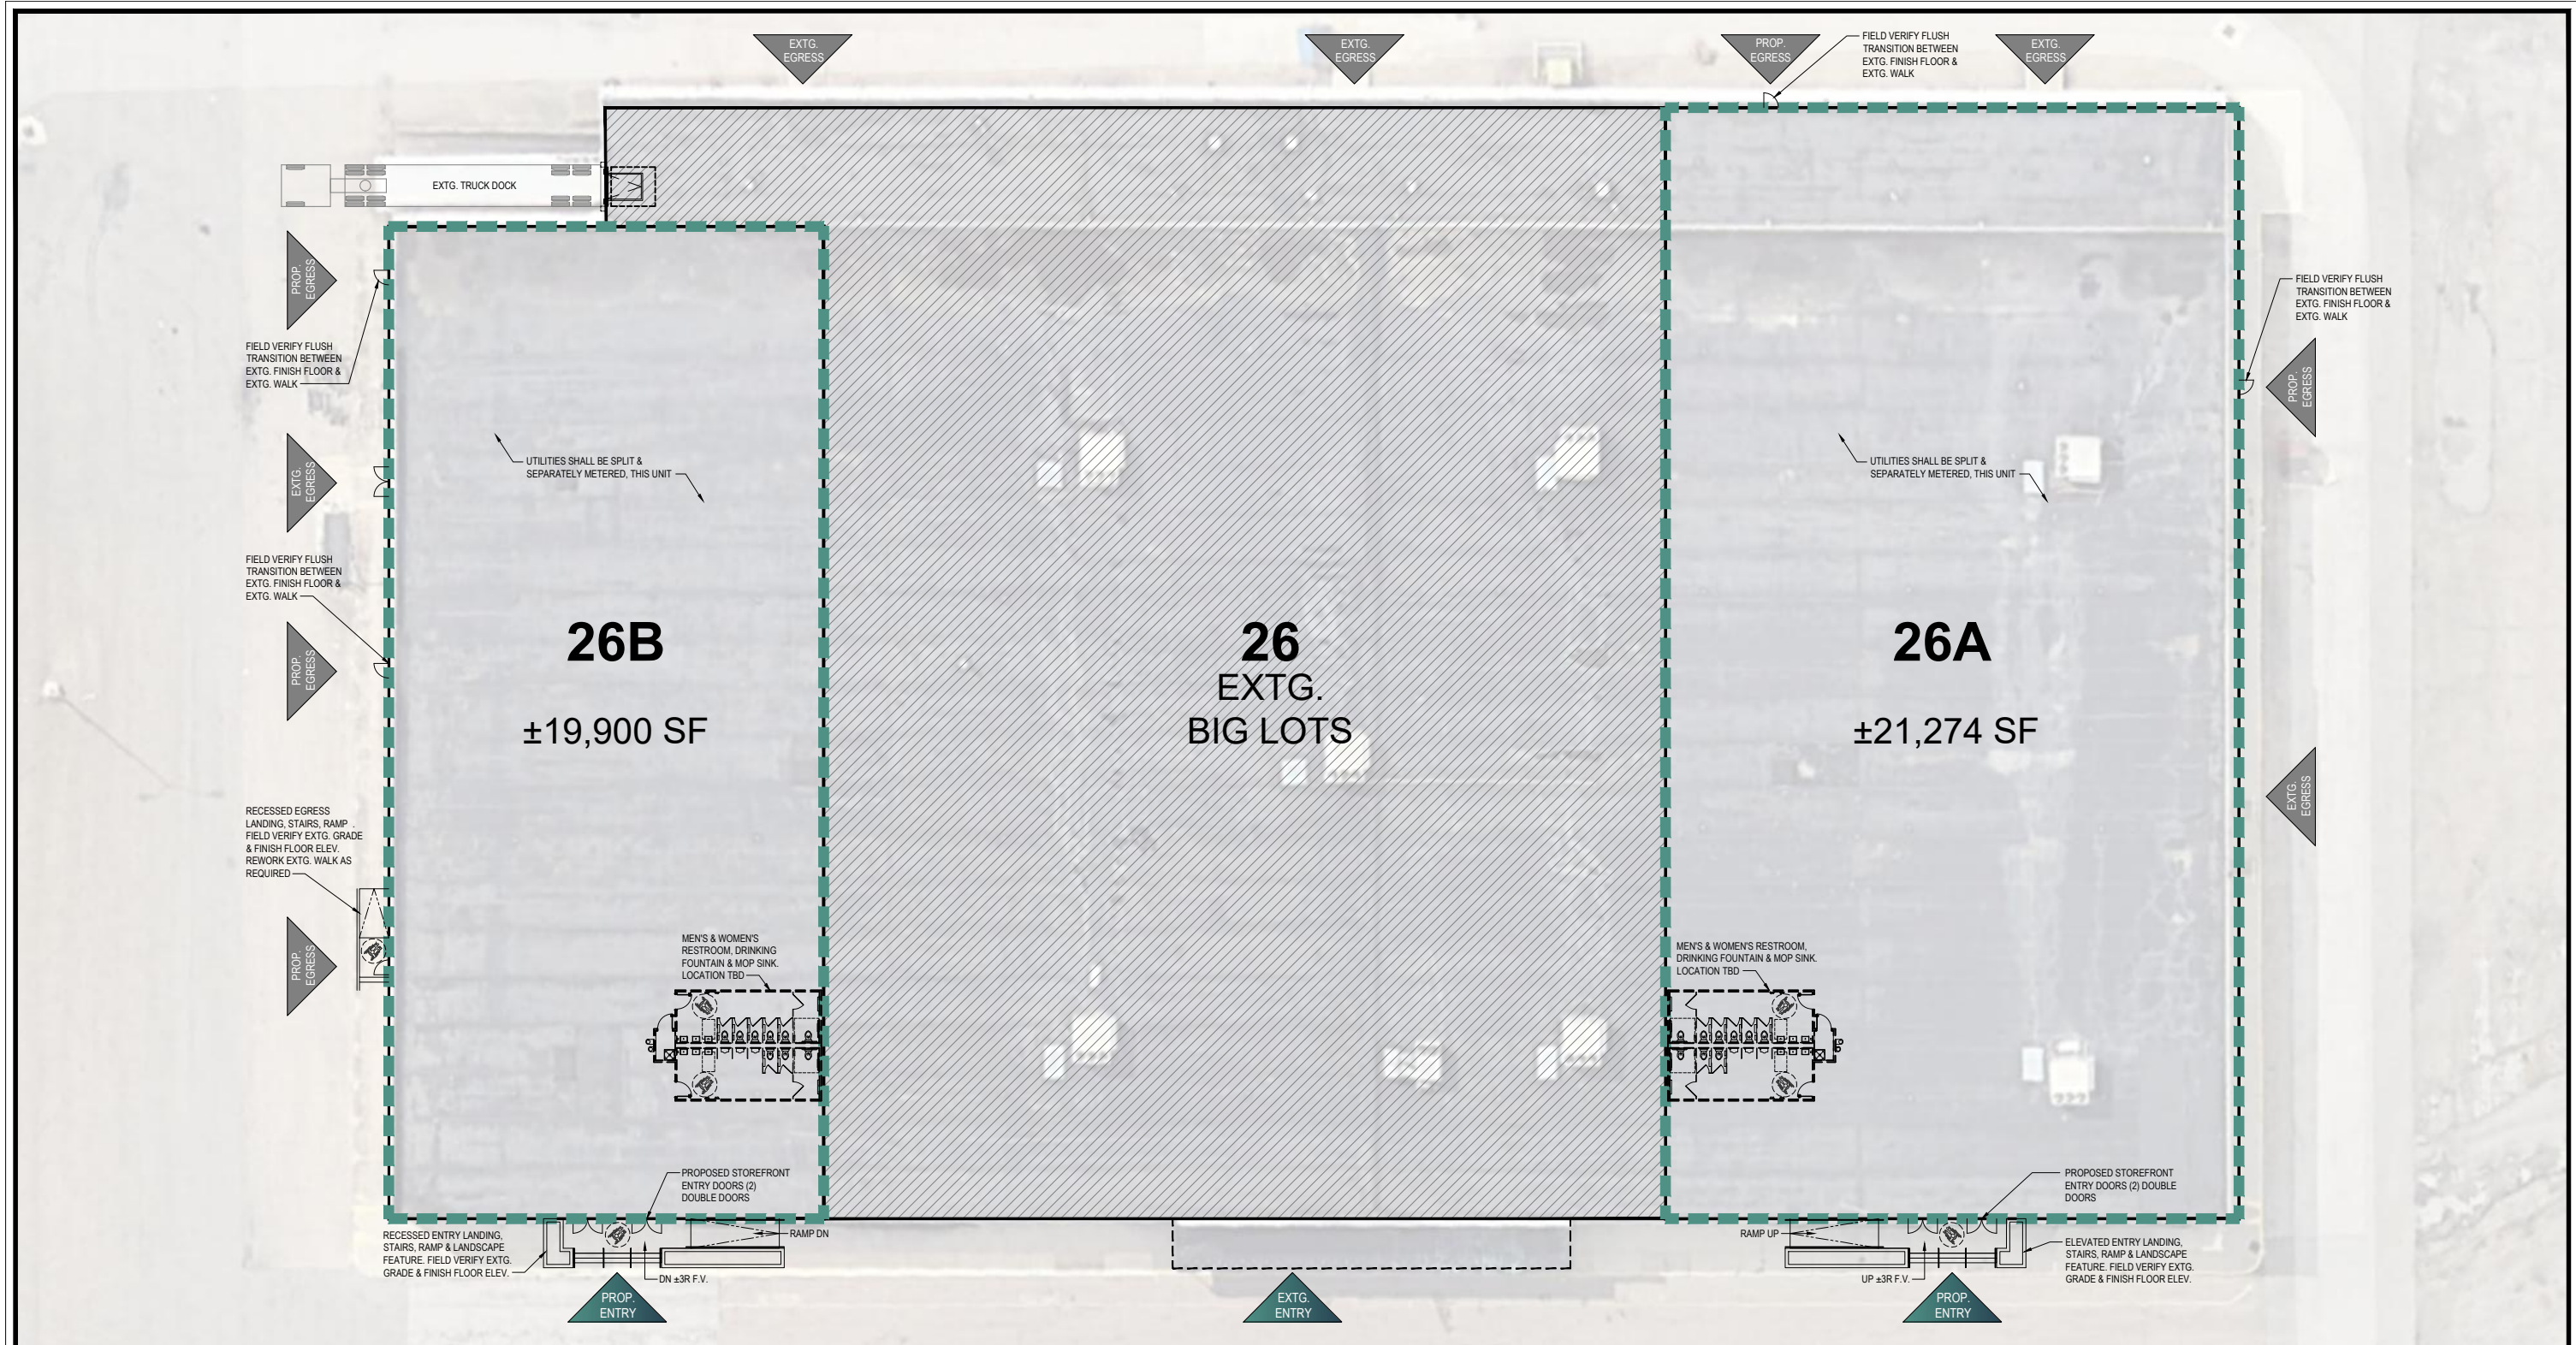 EXTG.
EGRESS
EXTG.
EGRESS
PROP.
EGRESS
FIELD VERIFY FLUSH
TRANSITION BETWEEN
EXTG. FINISH FLOOR &
EXTG. WALK
EXTG.
EGRESS
EXTG. TRUCK DOCK
PROP.
EGRESS
FIELD VERIFY FLUSH
TRANSITION BETWEEN
EXTG. FINISH FLOOR &
EXTG. WALK
FIELD VERIFY FLUSH
TRANSITION BETWEEN
EXTG. FINISH FLOOR &
EXTG. WALK
PROP.
EGRESS
EXTG.
EGRESS
UTILITIES SHALL BE SPLIT &
SEPARATELY METERED, THIS UNIT
UTILITIES SHALL BE SPLIT &
SEPARATELY METERED, THIS UNIT
FIELD VERIFY FLUSH
TRANSITION BETWEEN
EXTG. FINISH FLOOR &
EXTG. WALK
PROP.
EGRESS
26B
±19,900 SF
26
EXTG.
BIG LOTS
26A
±21,274 SF
EXTG.
EGRESS
RECESSED EGRESS
LANDING, STAIRS, RAMP .
FIELD VERIFY EXTG. GRADE
& FINISH FLOOR ELEV.
REWORK EXTG. WALK AS
REQUIRED
PROP.
EGRESS
MEN'S & WOMEN'S
RESTROOM, DRINKING
FOUNTAIN & MOP SINK.
LOCATION TBD
MEN'S & WOMEN'S RESTROOM,
DRINKING FOUNTAIN & MOP SINK.
LOCATION TBD
PROPOSED STOREFRONT
ENTRY DOORS (2)
DOUBLE DOORS
PROPOSED STOREFRONT
ENTRY DOORS (2) DOUBLE
DOORS
RECESSED ENTRY LANDING,
STAIRS, RAMP & LANDSCAPE
FEATURE. FIELD VERIFY EXTG.
GRADE & FINISH FLOOR ELEV.
RAMP DN
DN ±3R F.V.
RAMP UP
UP ±3R F.V.
ELEVATED ENTRY LANDING,
STAIRS, RAMP & LANDSCAPE
FEATURE. FIELD VERIFY EXTG.
GRADE & FINISH FLOOR ELEV.
PROP.
ENTRY
EXTG.
ENTRY
PROP.
ENTRY